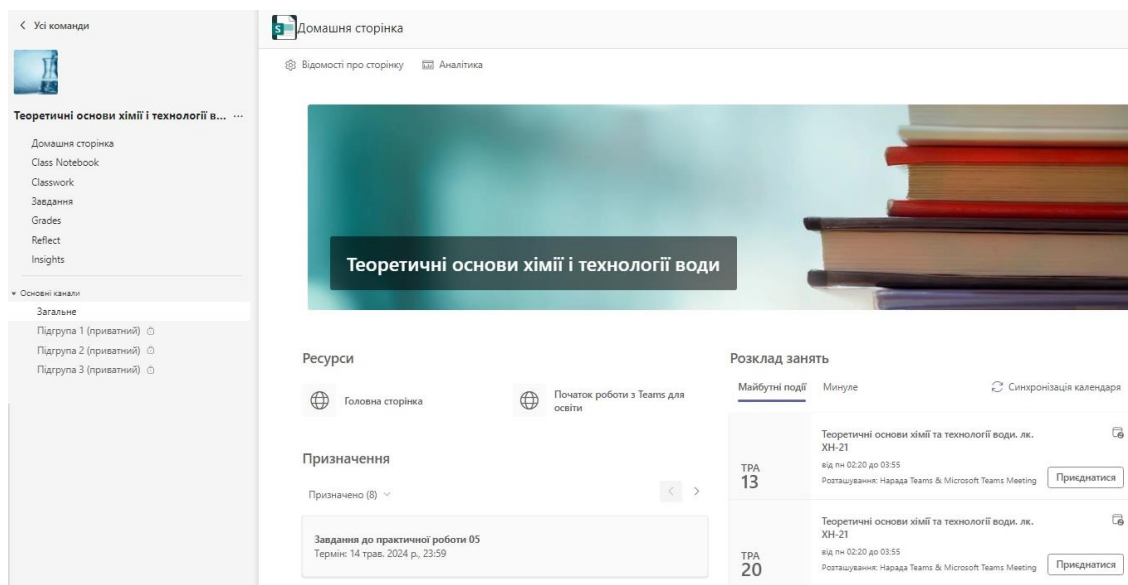 Усі команди
Теоретичні основи хімії і технології в... ...
Домашня сторінка
Class Notebook
Classwork
Завдання
Grades
Reflect
Insights
Основні канали
Загальне
Підгрупа 1 (приватний)
Підгрупа 2 (приватний)
Підгрупа 3 (приватний)
S
Домашня сторінка
Відомості про сторінку
Аналітика
Теоретичні основи хімії і технології води
Ресурси
Головна сторінка
Початок роботи з Teams для
освіти
Призначення
Призначено (8)
Завдання до практичної роботи 05
Термін: 14 трав. 2024 р., 23:59
Розклад занять
Майбутні події
Минуле
Синхронізація календаря
ТРА
13
Теоретичні основи хімії та технології води. лк.
ХН-21
від пн 02:20 до 03:55
Розташування: Нарада Teams & Microsoft Teams Meeting
Приєднатися
ТРА
20
Теоретичні основи хімії та технології води. лк.
ХН-21
від пн 02:20 до 03:55
Розташування: Нарада Teams & Microsoft Teams Meeting
Приєднатися